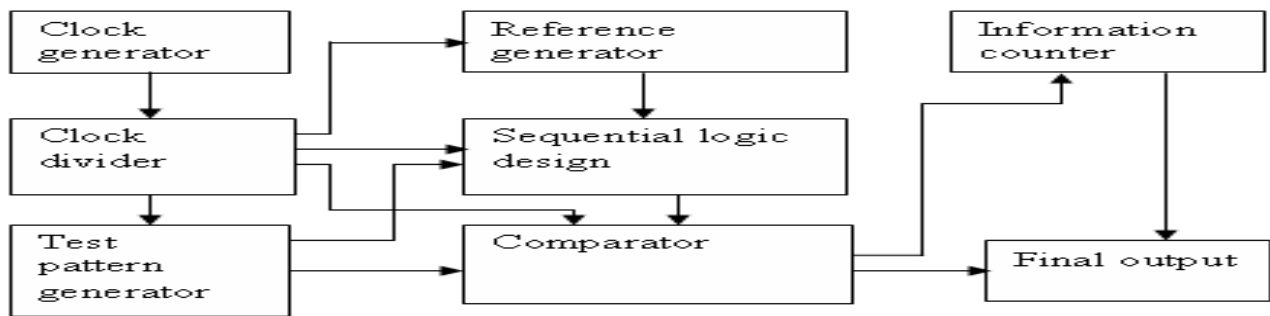 Clock
generator
Reference
generator
Information
counter
Clock
divider
Sequential logic
design
Test
pattern
generator
Comparator
Final output